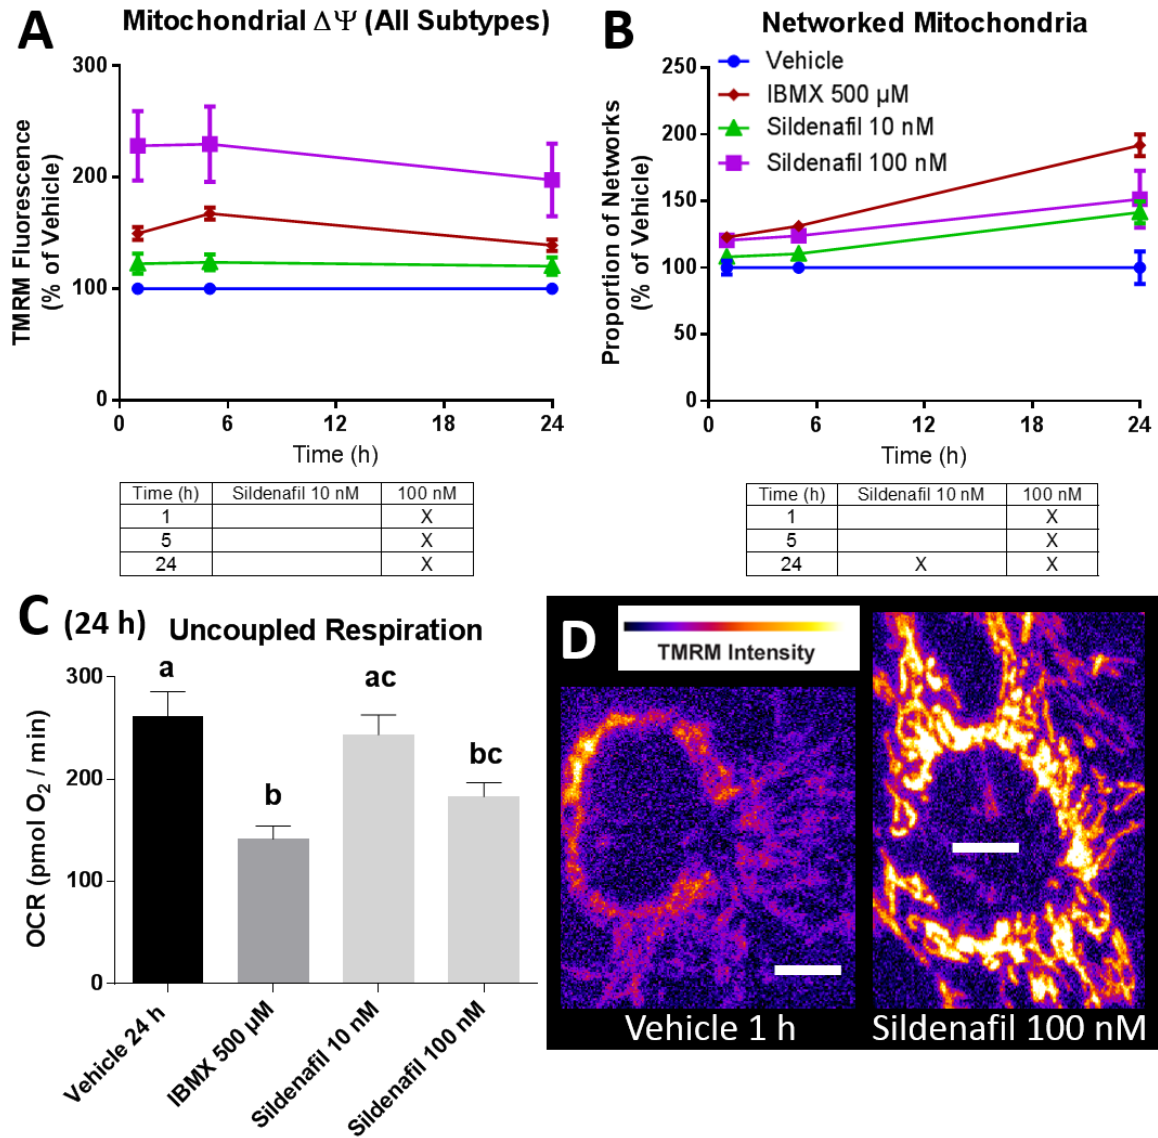 A
Mitochondrial ΔΨ (All Subtypes)
TMRM Fluorescence
(% of Vehicle)
300
200
100
0
0 6 12 18 24
Time (h)
Time (h) Sildenafil 10 nM 100 nM
1 X
5 X
24 X
B
Networked Mitochondria
Vehicle
IBMX 500 µM
Sildenafil 10 nM
Sildenafil 100 nM
Proportion of Networks
(% of Vehicle)
250
200
150
100
50
0
0 6 12 18 24
Time (h)
Time (h) Sildenafil 10 nM 100 nM
1 X
5 X
24 X X
C (24 h) Uncoupled Respiration
OCR (pmol O₂ / min)
300
200
100
0
a
b
ac
bc
Vehicle 24 h
IBMX 500 µM
Sildenafil 10 nM
Sildenafil 100 nM
D
TMRM Intensity
Vehicle 1 h
Sildenafil 100 nM